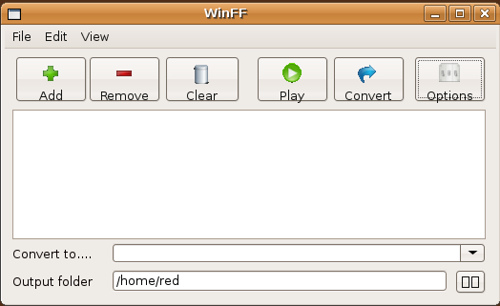 WinFF
File Edit View
Add Remove Clear Play Convert Options
Convert to....
Output folder /home/red